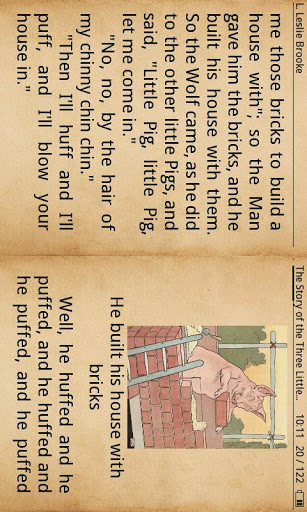 L. Leslie Brooke
me those bricks to build a
house with"; so the Man
gave him the bricks, and he
built his house with them.
So the Wolf came, as he did
to the other little Pigs, and
said, "Little Pig, little Pig,
let me come in."
"No, no, by the hair of
my chinny chin chin."
"Then I'll huff and I'll
puff, and I'll blow your
house in."
The Story of the Three Little... 10:11 20 / 122
He built his house with
bricks
Well, he huffed and he
puffed, and he huffed and
he puffed, and he puffed